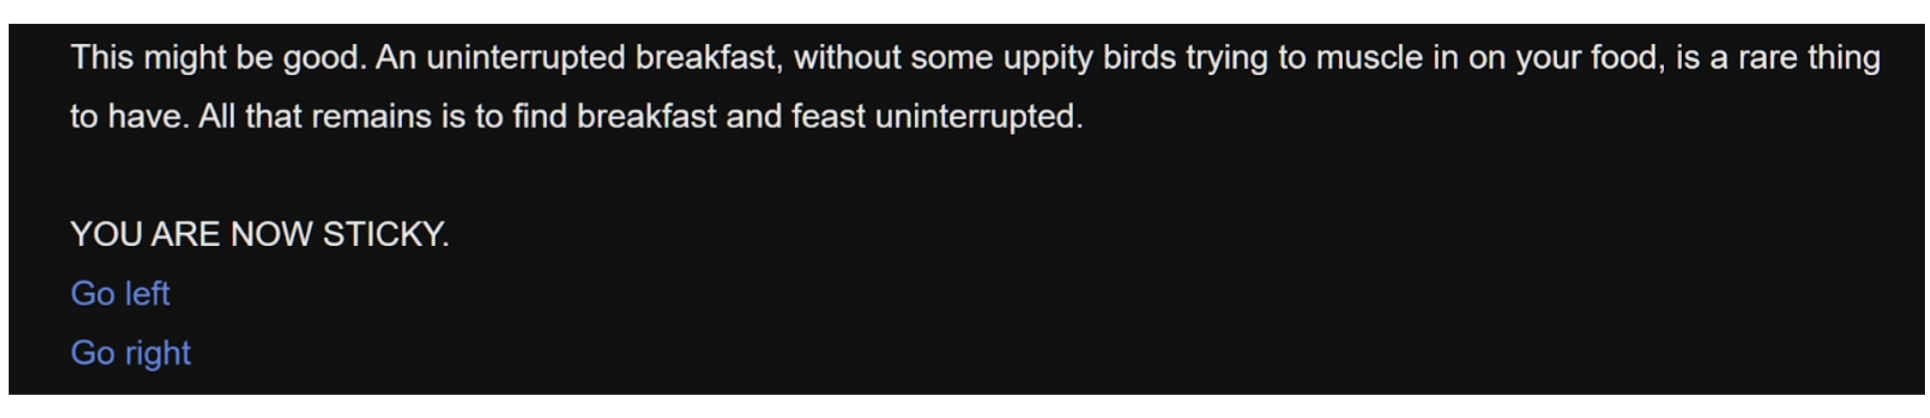 This might be good. An uninterrupted breakfast, without some uppity birds trying to muscle in on your food, is a rare thing
to have. All that remains is to find breakfast and feast uninterrupted.
YOU ARE NOW STICKY.
Go left
Go right